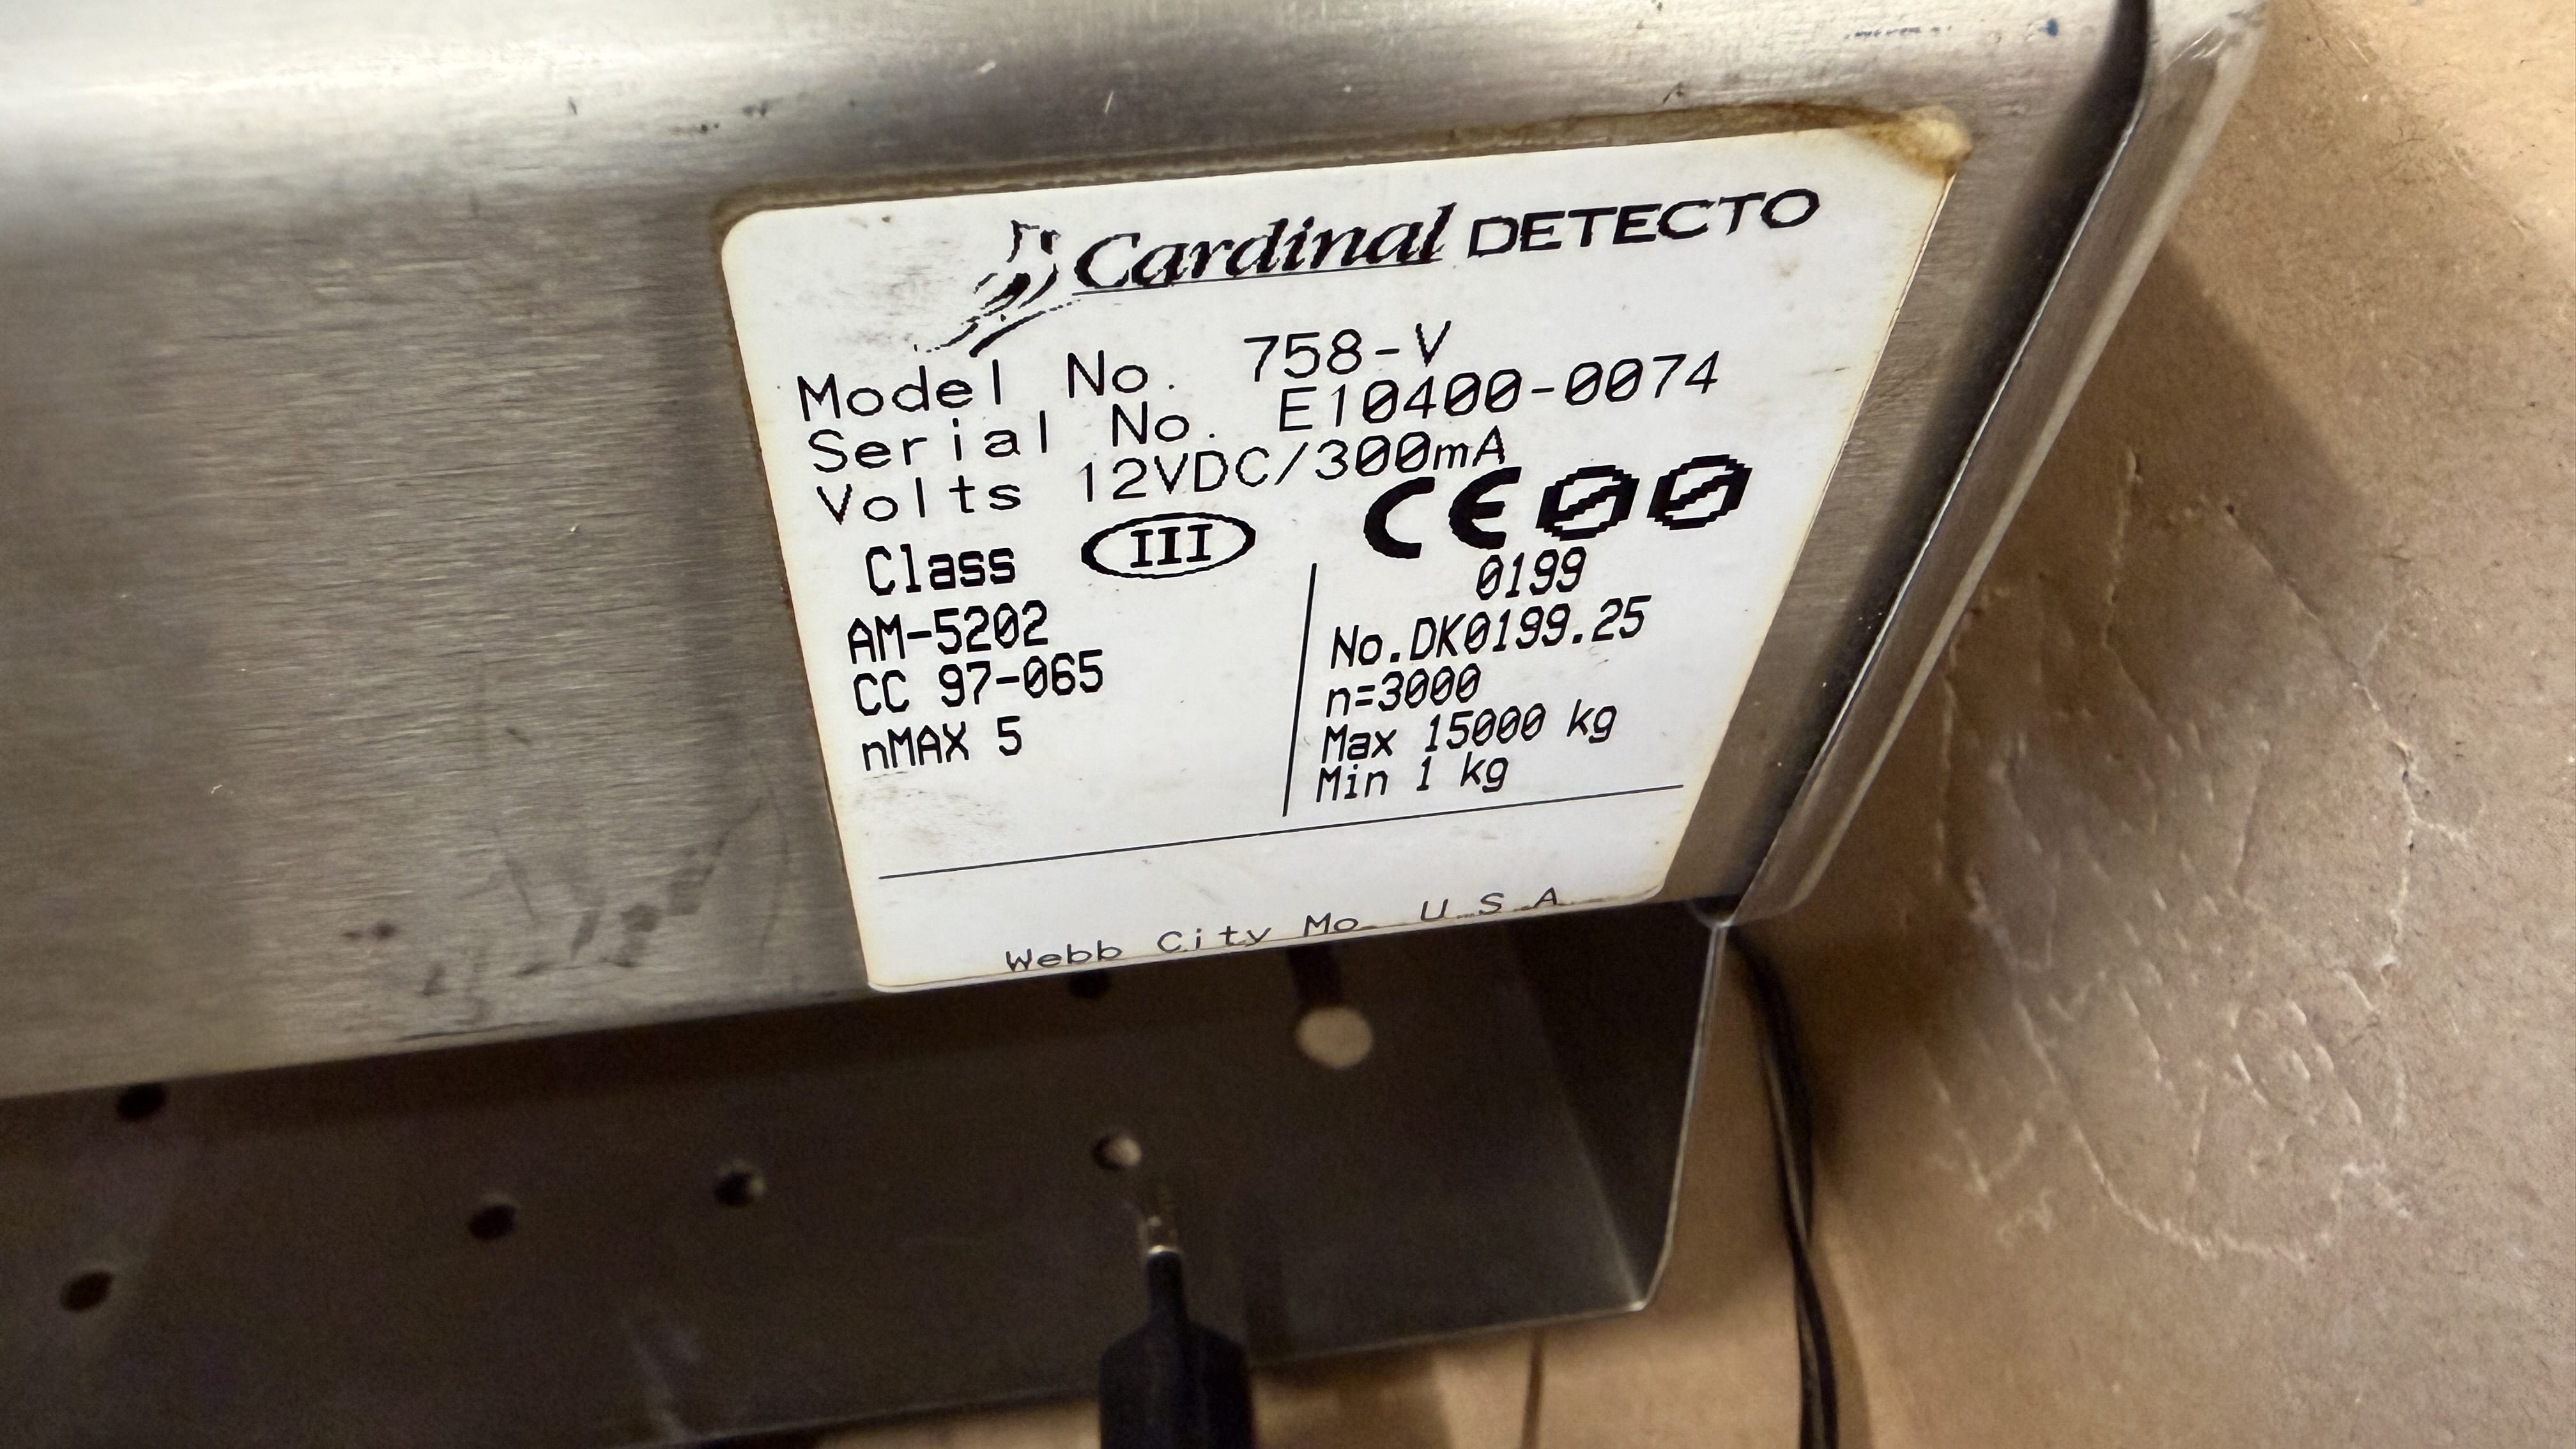 Cardinal DETECTO
Model No. 758-V
Serial No. E10400-0074
Volts 12VDC/300mA
Class III
AM-5202
CC 97-065
nMAX 5
CE00
0199
No.DK0199.25
n=3000
Max 15000 kg
Min 1 kg
Webb City Mo. U.S.A.